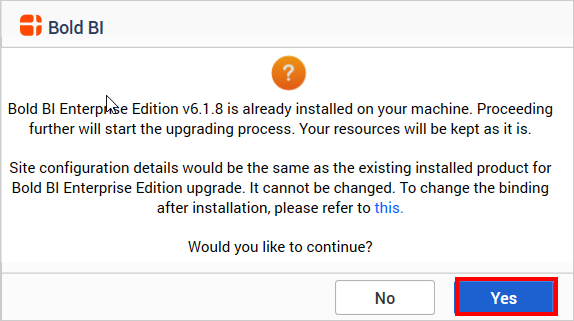 Bold BI
?
Bold BI Enterprise Edition v6.1.8 is already installed on your machine. Proceeding
further will start the upgrading process. Your resources will be kept as it is.
Site configuration details would be the same as the existing installed product for
Bold BI Enterprise Edition upgrade. It cannot be changed. To change the binding
after installation, please refer to this.
Would you like to continue?
No
Yes